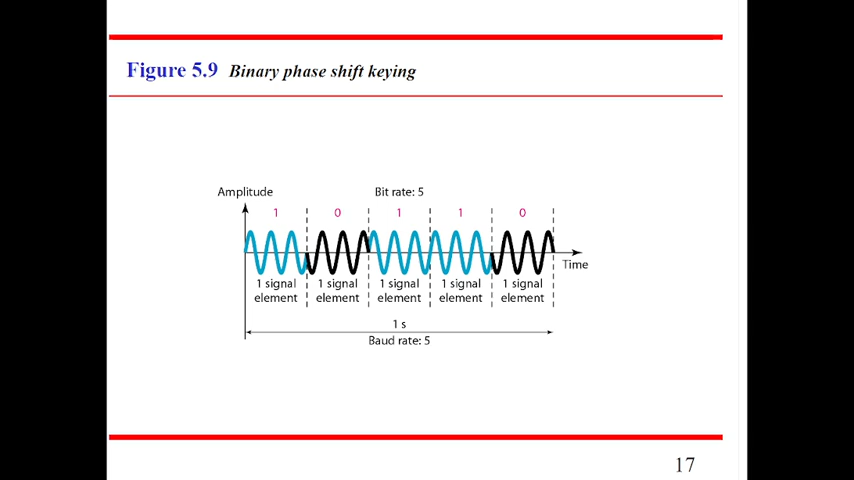 Figure 5.9 Binary phase shift keying
Amplitude Bit rate: 5
1 0 1 1 0
Time
1 signal 1 signal 1 signal 1 signal 1 signal
element element element element element
1 s
Baud rate: 5
17